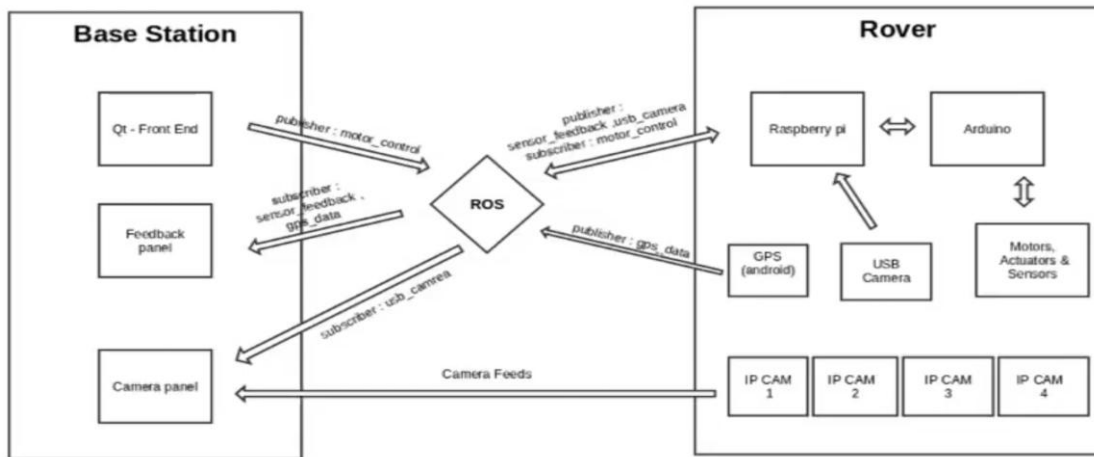 Base Station
Qt - Front End
Feedback
panel
Camera panel
publisher : motor_control
subscriber :
sensor_feedback ,
gps_data
subscriber : usb_camrea
ROS
publisher :
sensor_feedback ,usb_camera
subscriber : motor_control
publisher : gps_data
Camera Feeds
Rover
Raspberry pi
Arduino
GPS
(android)
USB
Camera
Motors,
Actuators &
Sensors
IP CAM
1
IP CAM
2
IP CAM
3
IP CAM
4